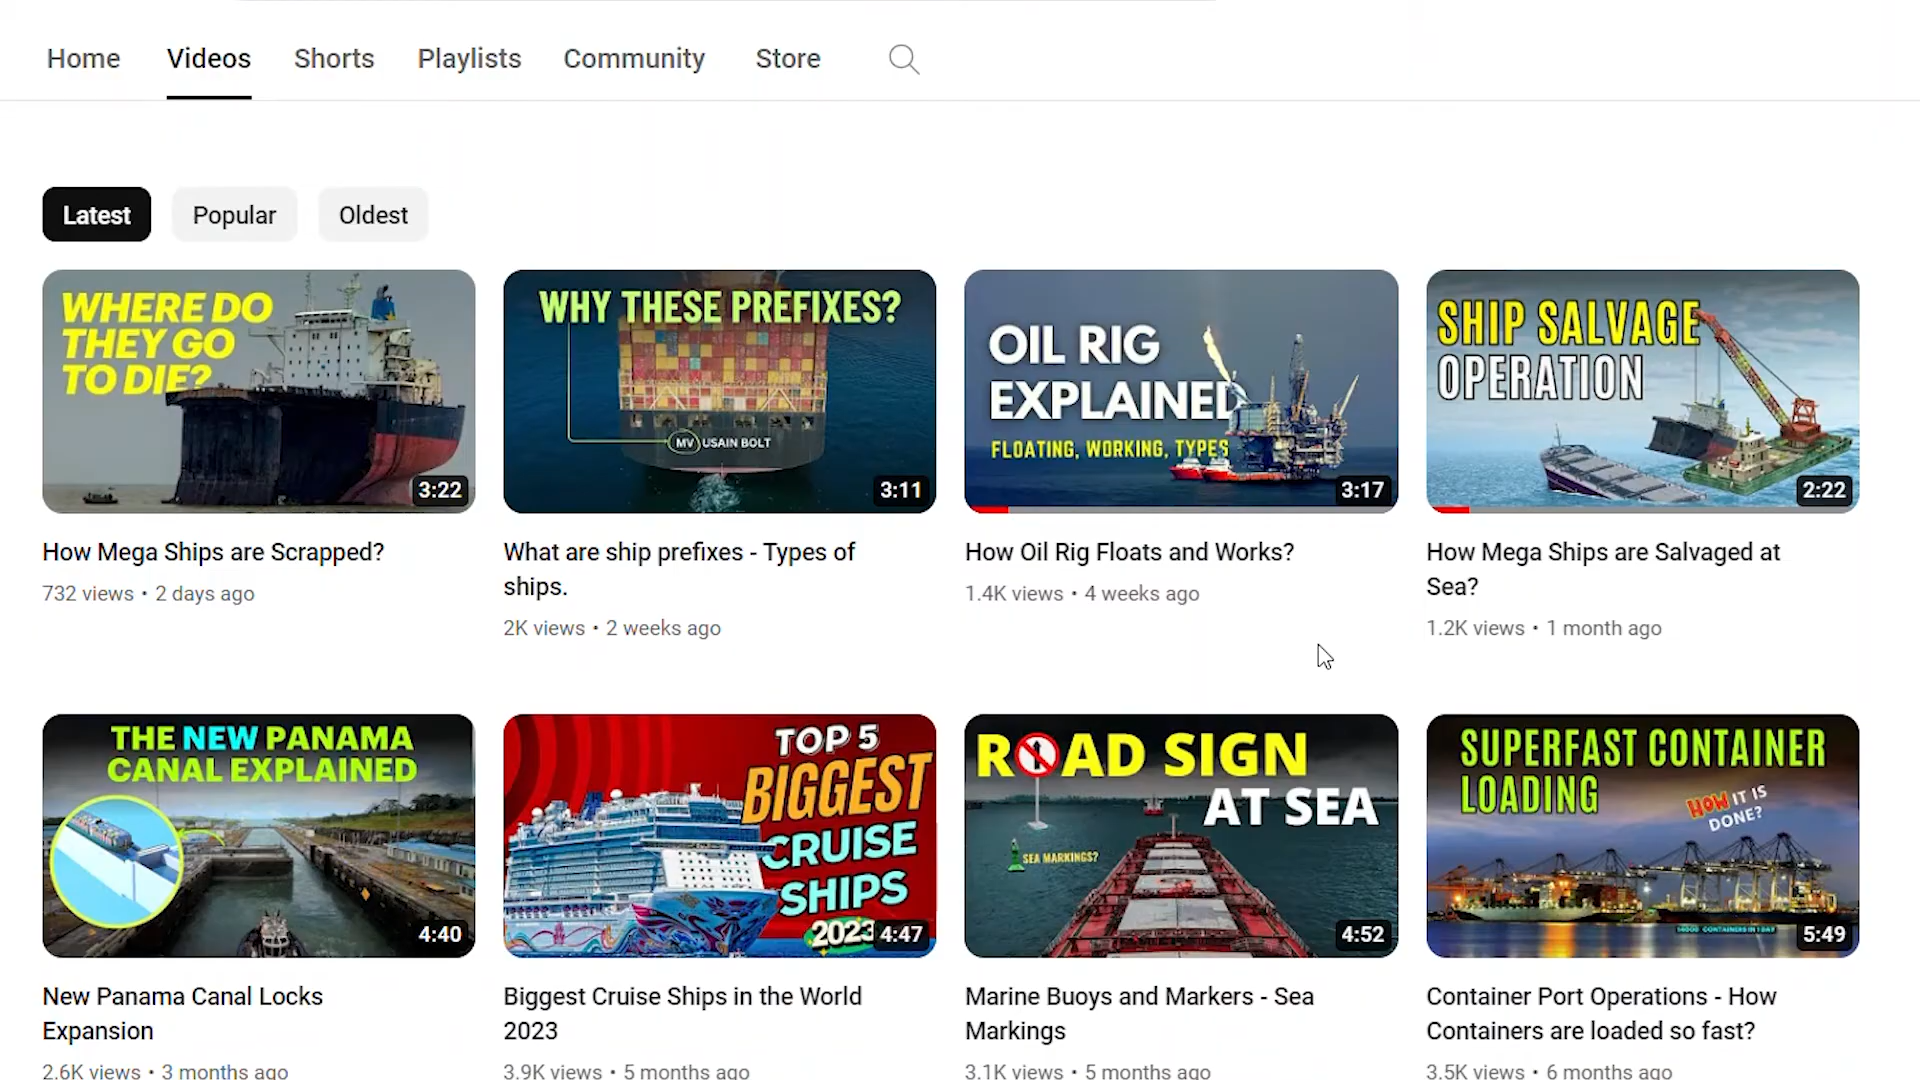 Home Videos Shorts Playlists Community Store
Latest Popular Oldest
WHERE DO
THEY GO
TO DIE?
3:22
How Mega Ships are Scrapped?
732 views • 2 days ago
WHY THESE PREFIXES?
MV USAIN BOLT
3:11
What are ship prefixes - Types of
ships.
2K views • 2 weeks ago
OIL RIG
EXPLAINED
FLOATING, WORKING, TYPES
3:17
How Oil Rig Floats and Works?
1.4K views • 4 weeks ago
SHIP SALVAGE
OPERATION
2:22
How Mega Ships are Salvaged at
Sea?
1.2K views • 1 month ago
THE NEW PANAMA
CANAL EXPLAINED
4:40
New Panama Canal Locks
Expansion
2.6K views • 3 months ago
TOP 5
BIGGEST
CRUISE
SHIPS
2023
4:47
Biggest Cruise Ships in the World
2023
3.9K views • 5 months ago
ROAD SIGN
AT SEA
SEA MARKINGS?
4:52
Marine Buoys and Markers - Sea
Markings
3.1K views • 5 months ago
SUPERFAST CONTAINER
LOADING
HOW IT IS
DONE?
CONTAINERS IN 1 DAY
5:49
Container Port Operations - How
Containers are loaded so fast?
3.5K views • 6 months ago